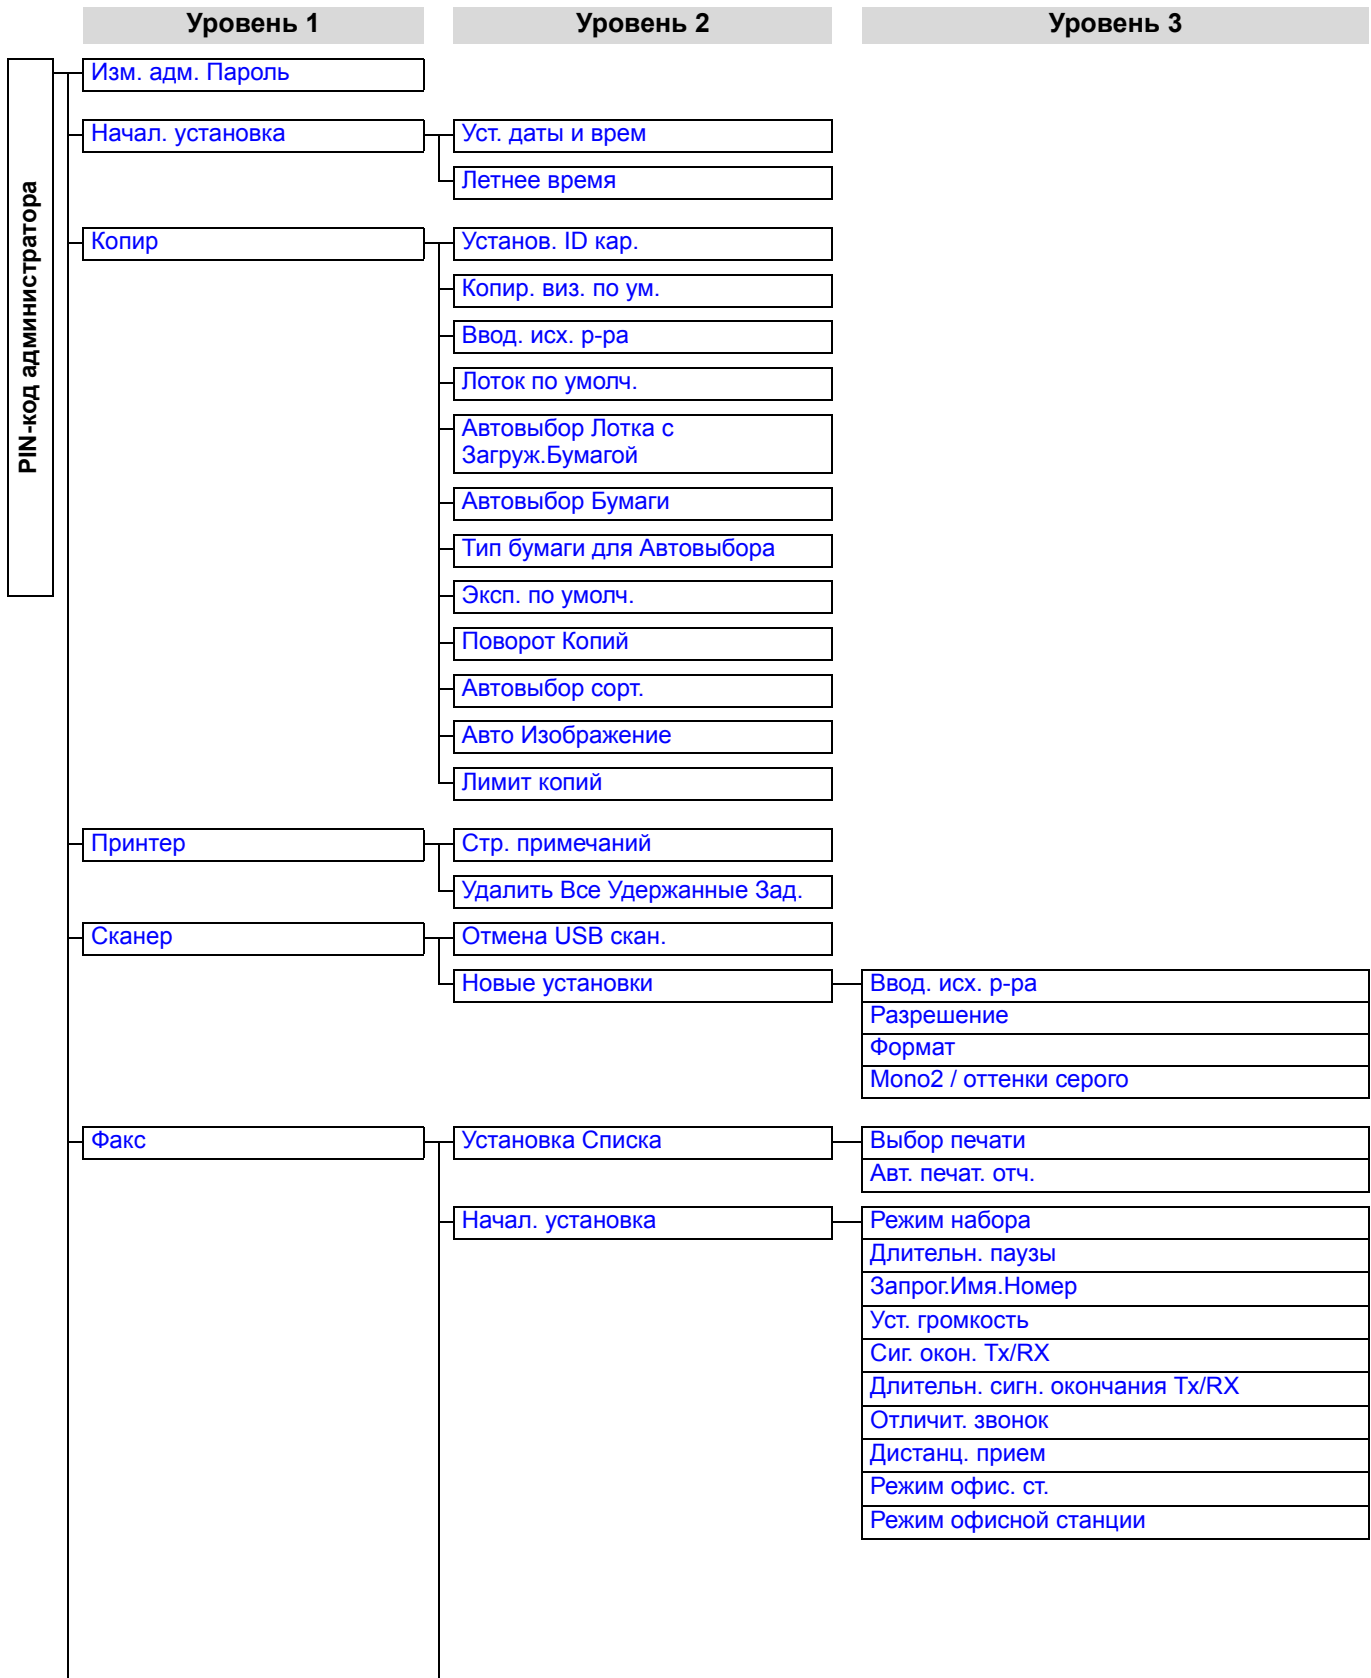 Уровень 1
Уровень 2
Уровень 3
PIN-код администратора
Изм. адм. Пароль
Начал. установка
Уст. даты и врем
Летнее время
Копир
Установ. ID кар.
Копир. виз. по ум.
Ввод. исх. р-ра
Лоток по умолч.
Автовыбор Лотка с
Загруж.Бумагой
Автовыбор Бумаги
Тип бумаги для Автовыбора
Эксп. по умолч.
Поворот Копий
Автовыбор сорт.
Авто Изображение
Лимит копий
Принтер
Стр. примечаний
Удалить Все Удержанные Зад.
Сканер
Отмена USB скан.
Новые установки
Ввод. исх. р-ра
Разрешение
Формат
Mono2 / оттенки серого
Факс
Установка Списка
Выбор печати
Авт. печат. отч.
Начал. установка
Режим набора
Длительн. паузы
Запрог.Имя.Номер
Уст. громкость
Сиг. окон. Tx/RX
Длительн. сигн. окончания Tx/RX
Отличит. звонок
Дистанц. прием
Режим офис. ст.
Режим офисной станции